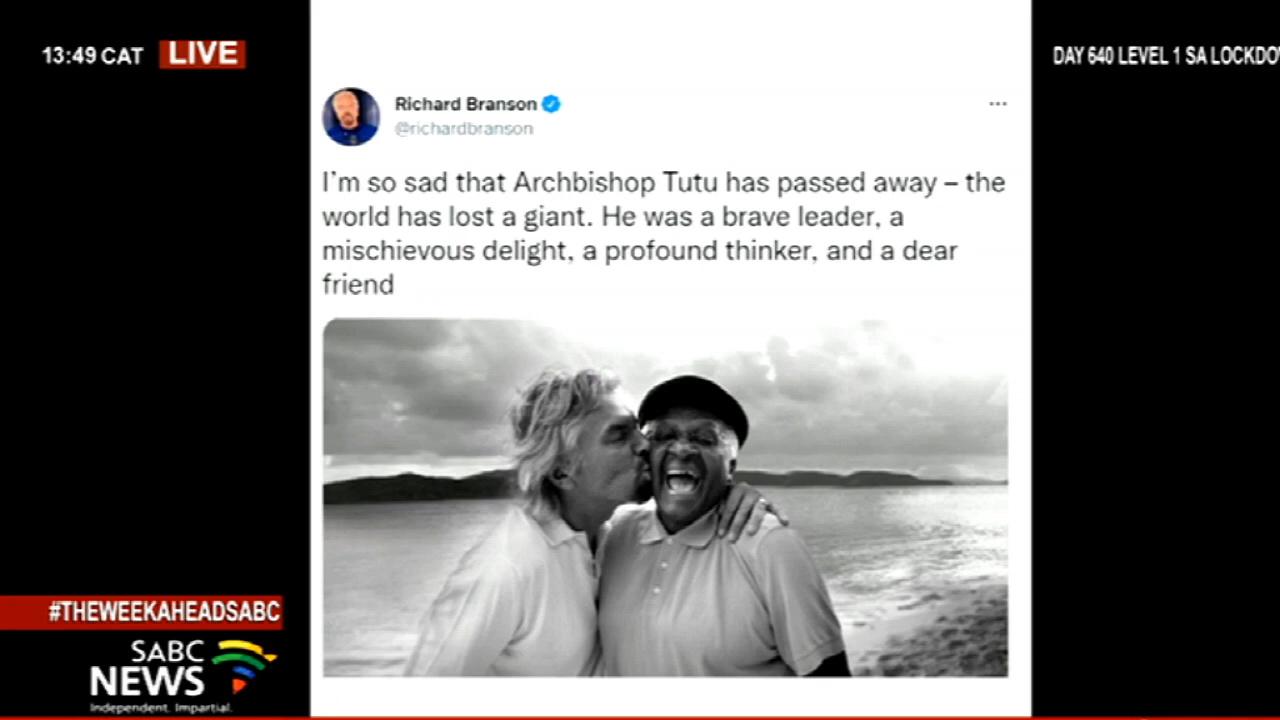 13:49 CAT LIVE
DAY 640 LEVEL 1 SA LOCKDO
Richard Branson
@richardbranson
I'm so sad that Archbishop Tutu has passed away – the
world has lost a giant. He was a brave leader, a
mischievous delight, a profound thinker, and a dear
friend
#THEWEEKAHEADSABC
SABC
NEWS
Independent. Impartial.